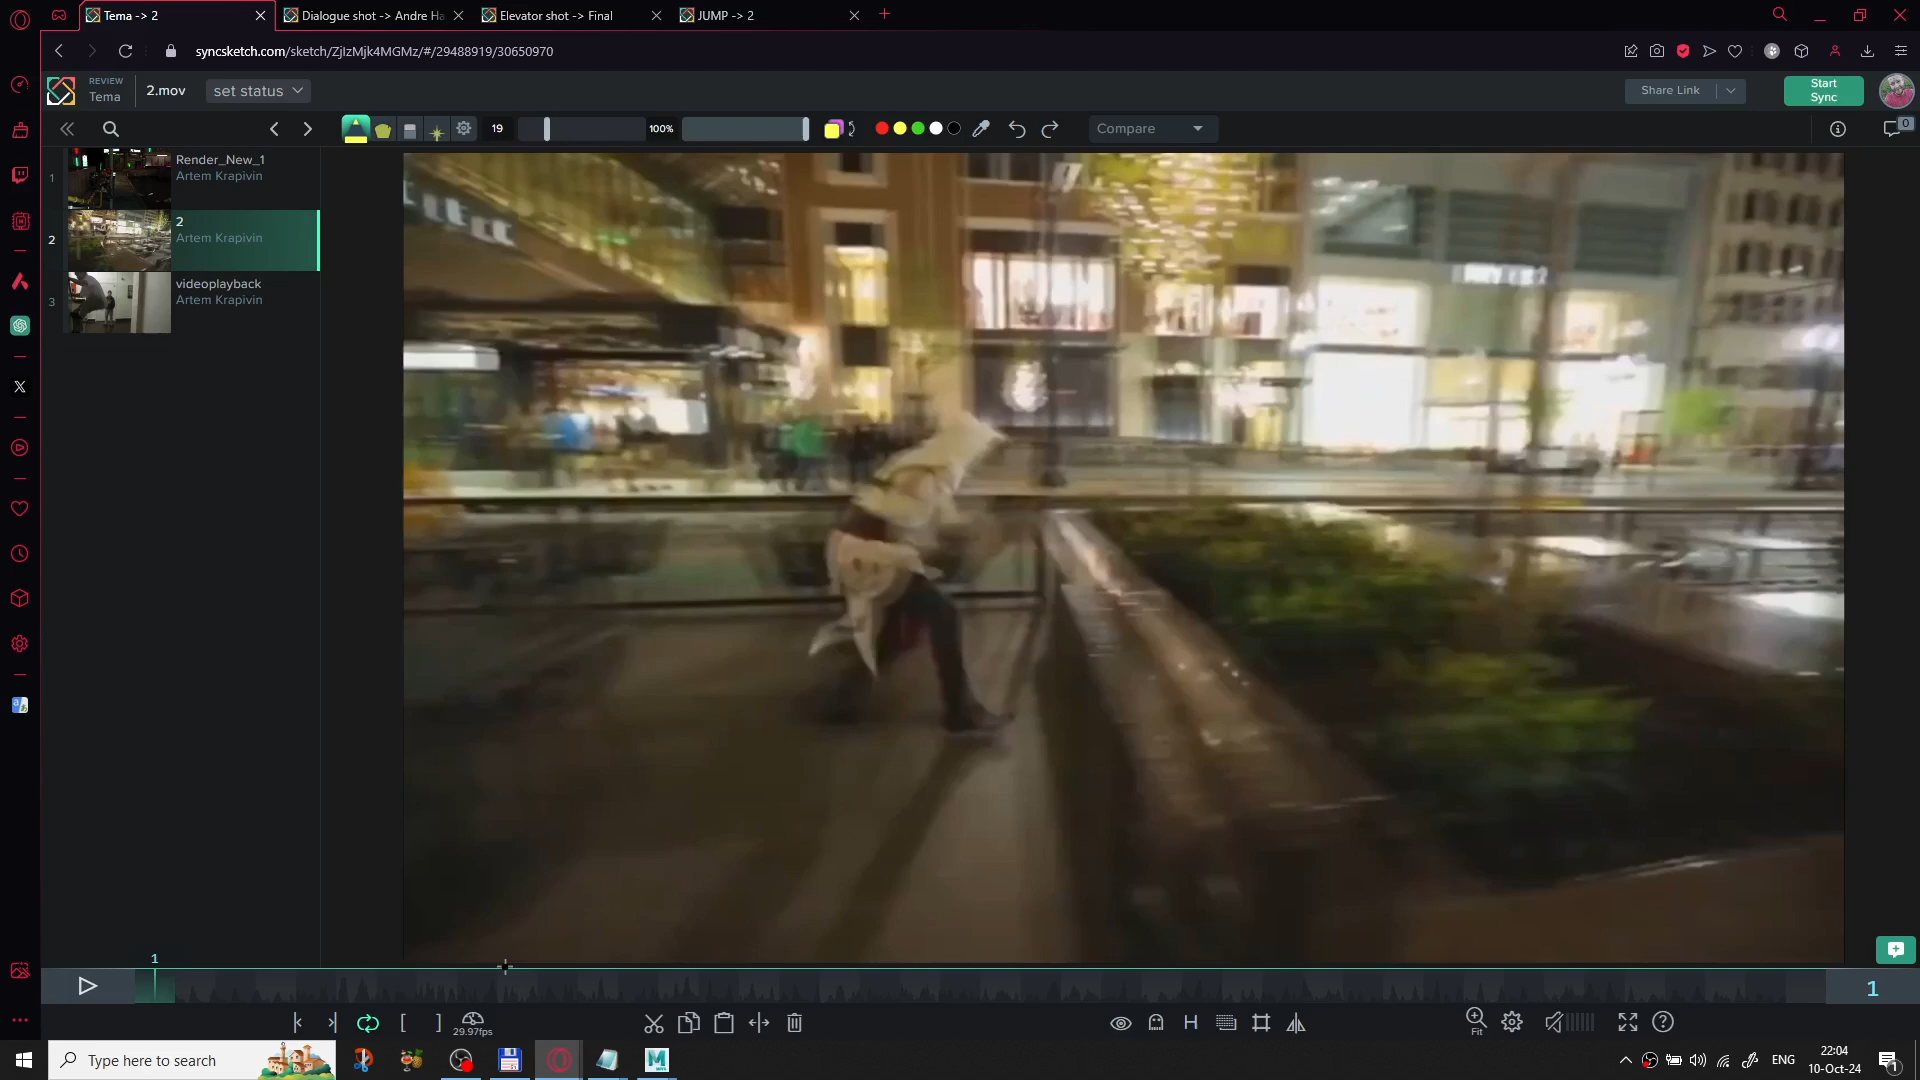 Tema -> 2
Dialogue shot -> Andre Ha
Elevator shot -> Final
JUMP -> 2
syncsketch.com/sketch/ZjIzMjk4MGMz/#/29488919/30650970
REVIEW
Tema
2.mov
set status
Share Link
Start
Sync
19
100%
Compare
0
1
Render_New_1
Artem Krapivin
2
2
Artem Krapivin
3
videoplayback
Artem Krapivin
1
1
29.97fps
H
Fit
Type here to search
ENG
22:04
10-Oct-24
1